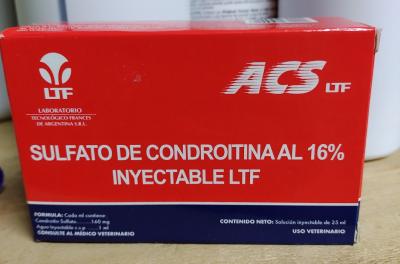 LTF
LABORATORIO
TECNOLÓGICO FRANCES
DE ARGENTINA S.R.L.
ACS LTF
SULFATO DE CONDROITINA AL 16%
INYECTABLE LTF
FORMULA: Cada ml contiene
Condroitin Sulfato..........160 mg
Agua Inyectable c.s.p. ......1 ml
CONSULTE AL MÉDICO VETERINARIO
CONTENIDO NETO: Solución inyectable de 25 ml
USO VETERINARIO